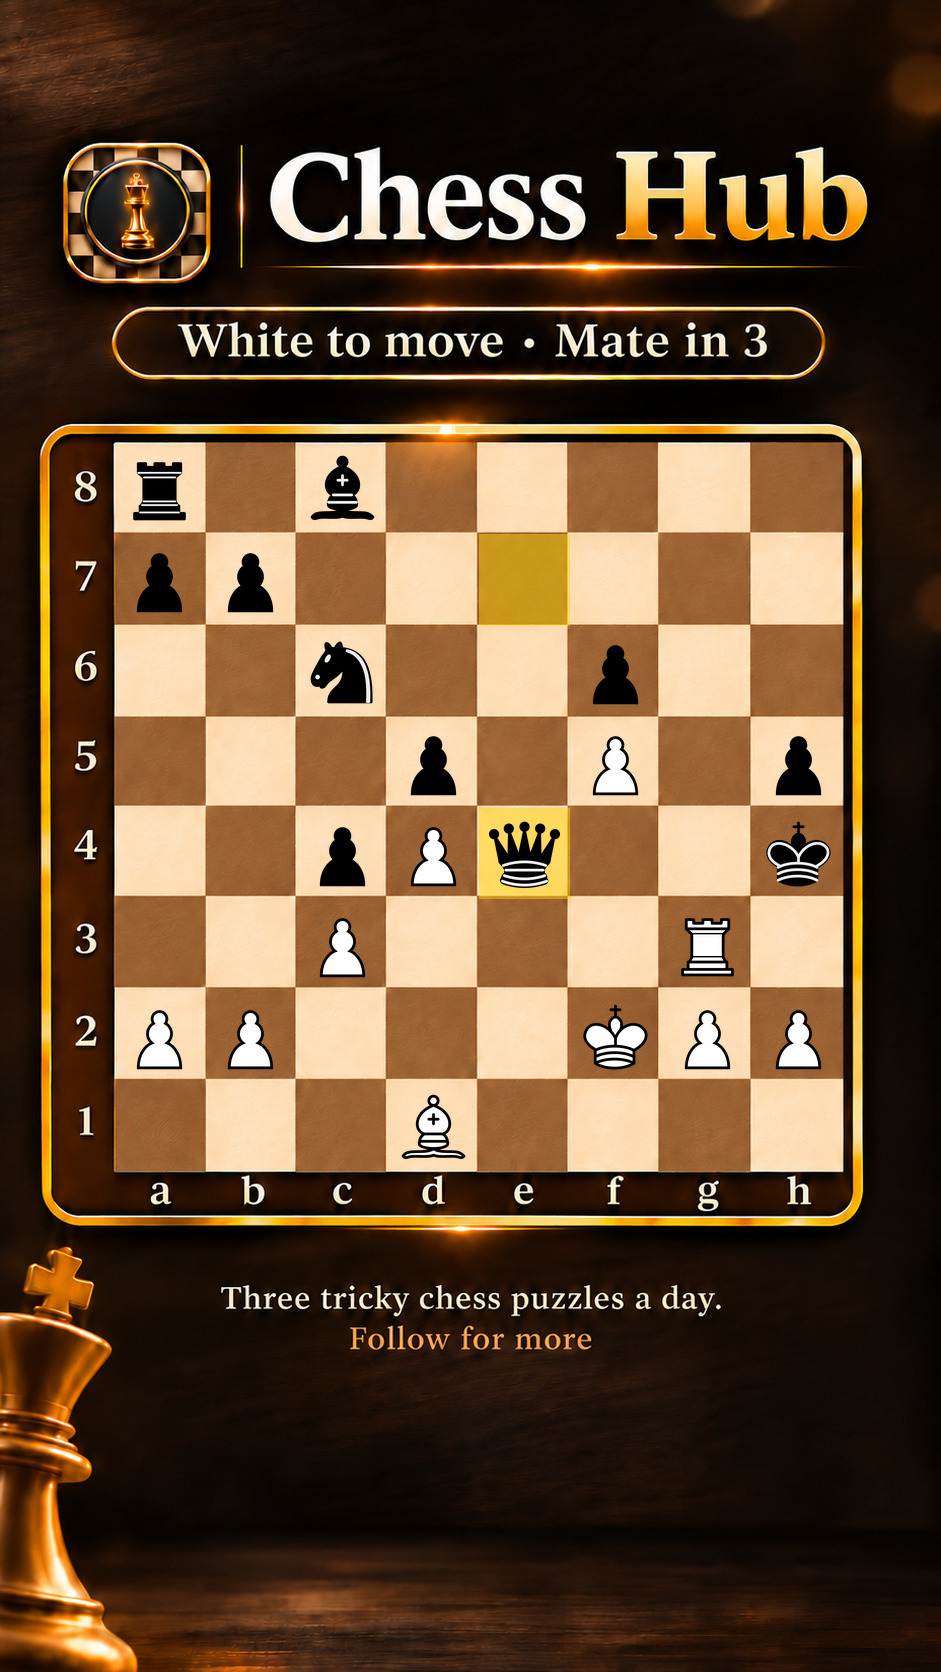 Chess Hub
White to move • Mate in 3
8
7
6
5
4
3
2
1
a b c d e f g h
Three tricky chess puzzles a day.
Follow for more